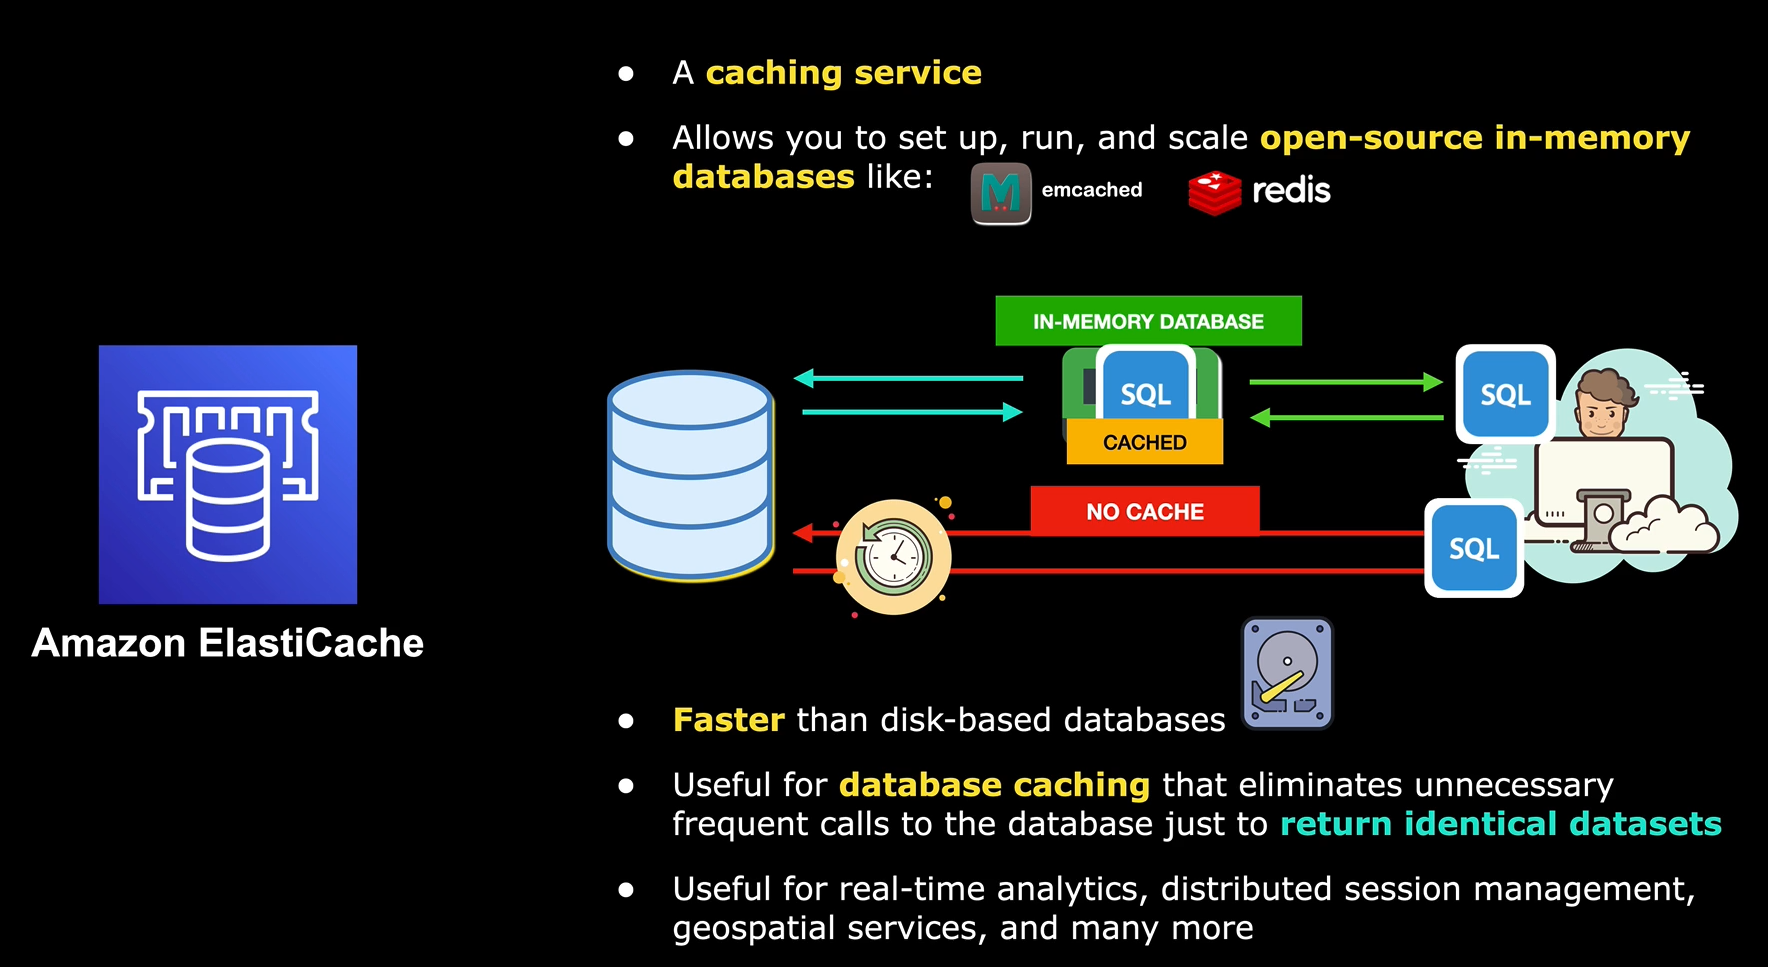 A caching service
Allows you to set up, run, and scale open-source in-memory
databases like:
emcached
redis
IN-MEMORY DATABASE
SQL
SQL
CACHED
NO CACHE
SQL
Amazon ElastiCache
Faster than disk-based databases
Useful for database caching that eliminates unnecessary
frequent calls to the database just to return identical datasets
Useful for real-time analytics, distributed session management,
geospatial services, and many more